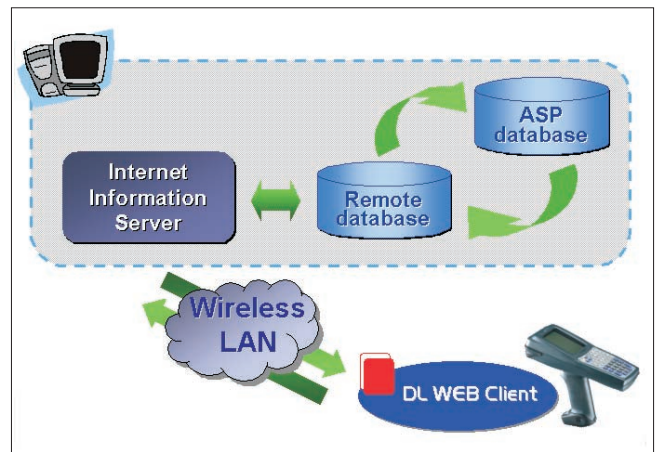 ASP
database
Internet
Information
Server
Remote
database
Wireless
LAN
DL WEB Client